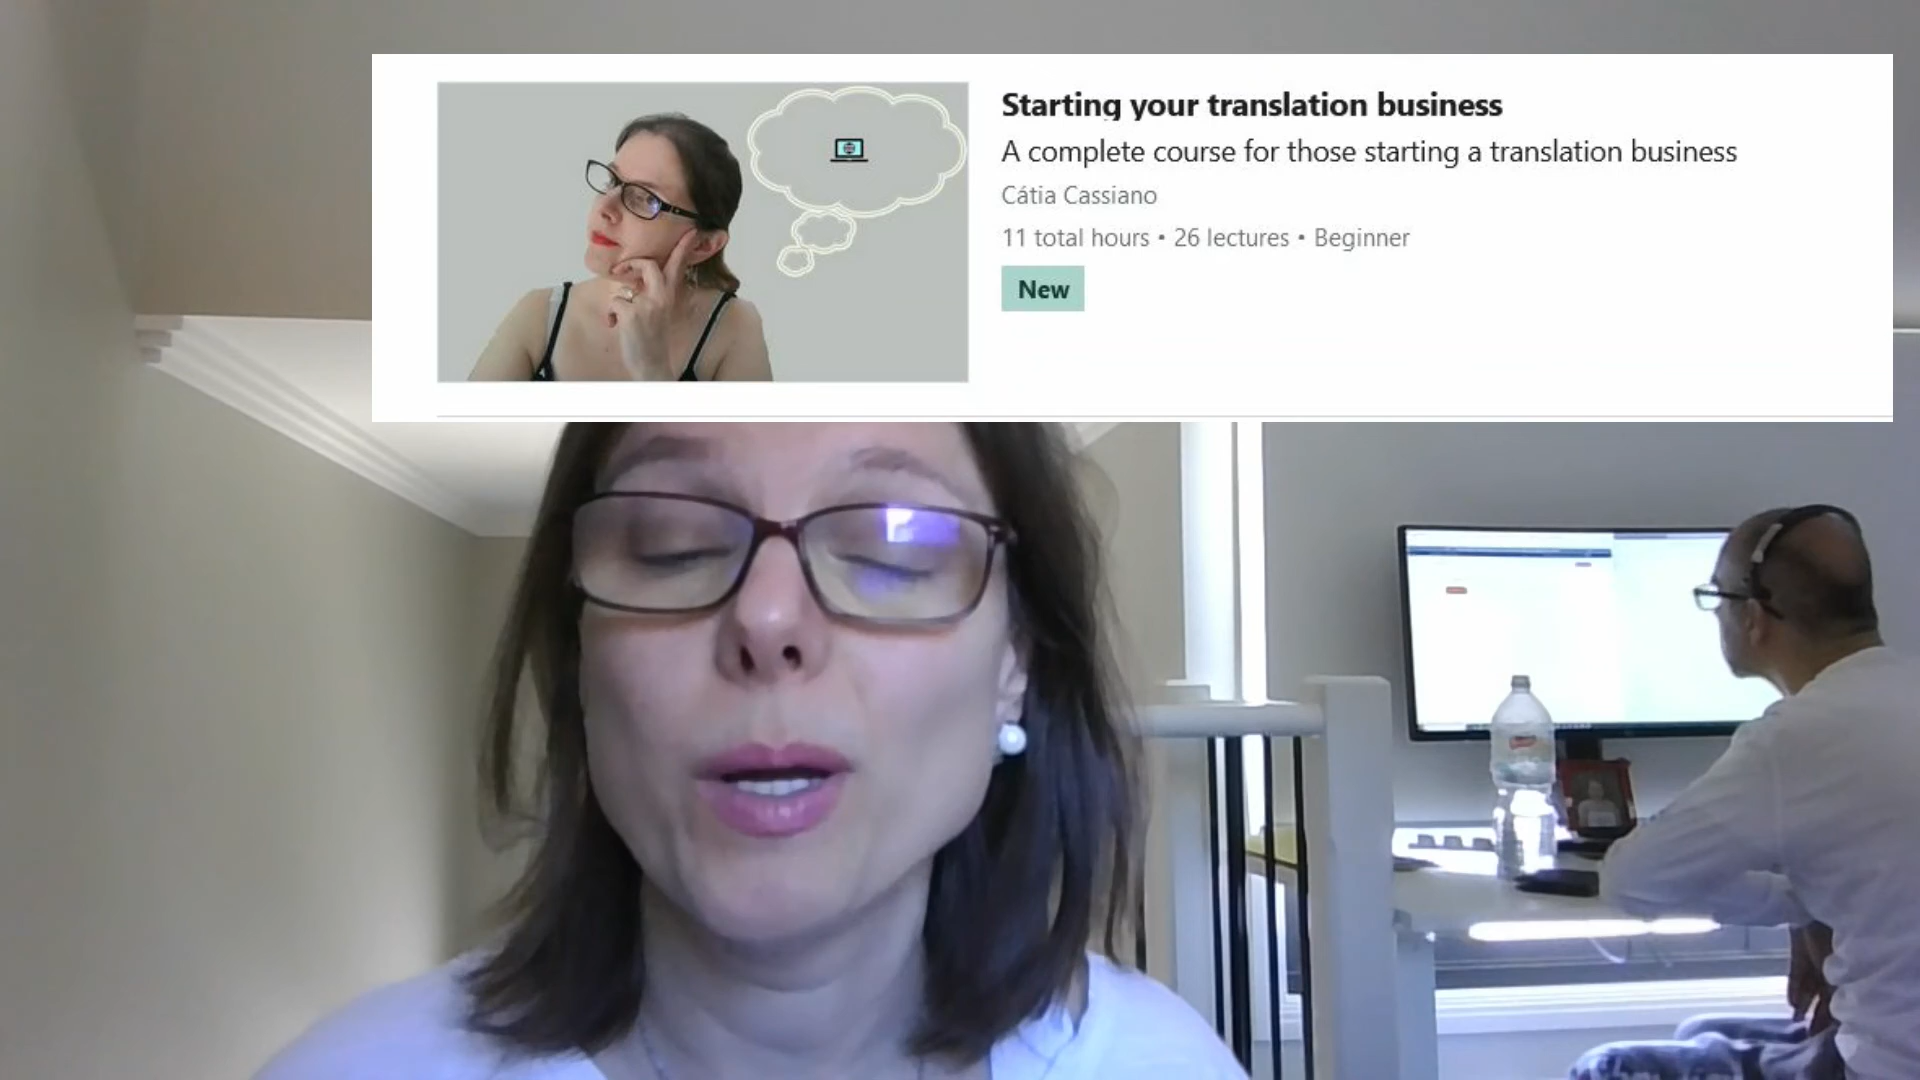 Starting your translation business
A complete course for those starting a translation business
Cátia Cassiano
11 total hours • 26 lectures • Beginner
New